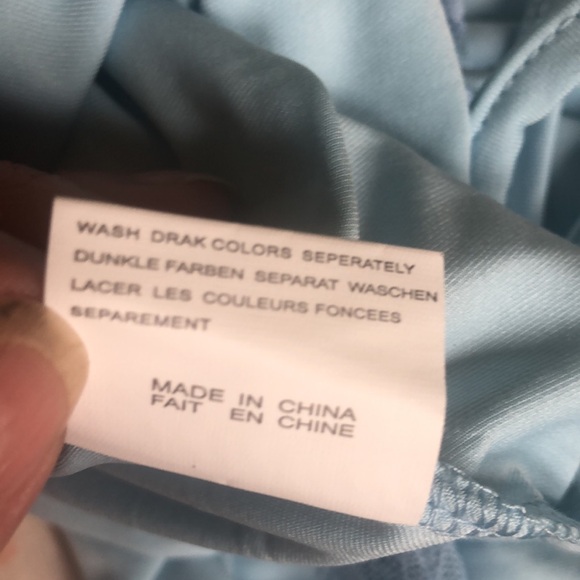 WASH DRAK COLORS SEPERATELY
DUNKLE FARBEN SEPARAT WASCHEN
LACER LES COULEURS FONCEES
SEPAREMENT
MADE IN CHINA
FAIT EN CHINE